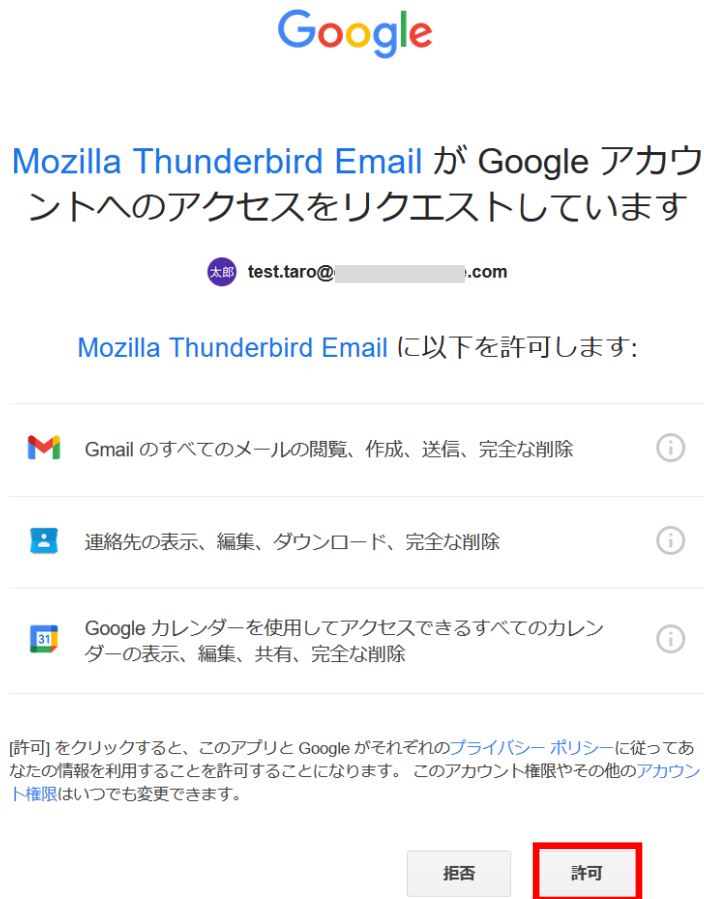 Google
Mozilla Thunderbird Email が Google アカウ
ントへのアクセスをリクエストしています
太郎 test.taro@ .com
Mozilla Thunderbird Email に以下を許可します:
Gmail のすべてのメールの閲覧、作成、送信、完全な削除
連絡先の表示、編集、ダウンロード、完全な削除
31
Google カレンダーを使用してアクセスできるすべてのカレン
ダーの表示、編集、共有、完全な削除
[許可] をクリックすると、このアプリと Google がそれぞれのプライバシー ポリシーに従ってあ
なたの情報を利用することを許可することになります。 このアカウント権限やその他のアカウン
ト権限はいつでも変更できます。
拒否 許可